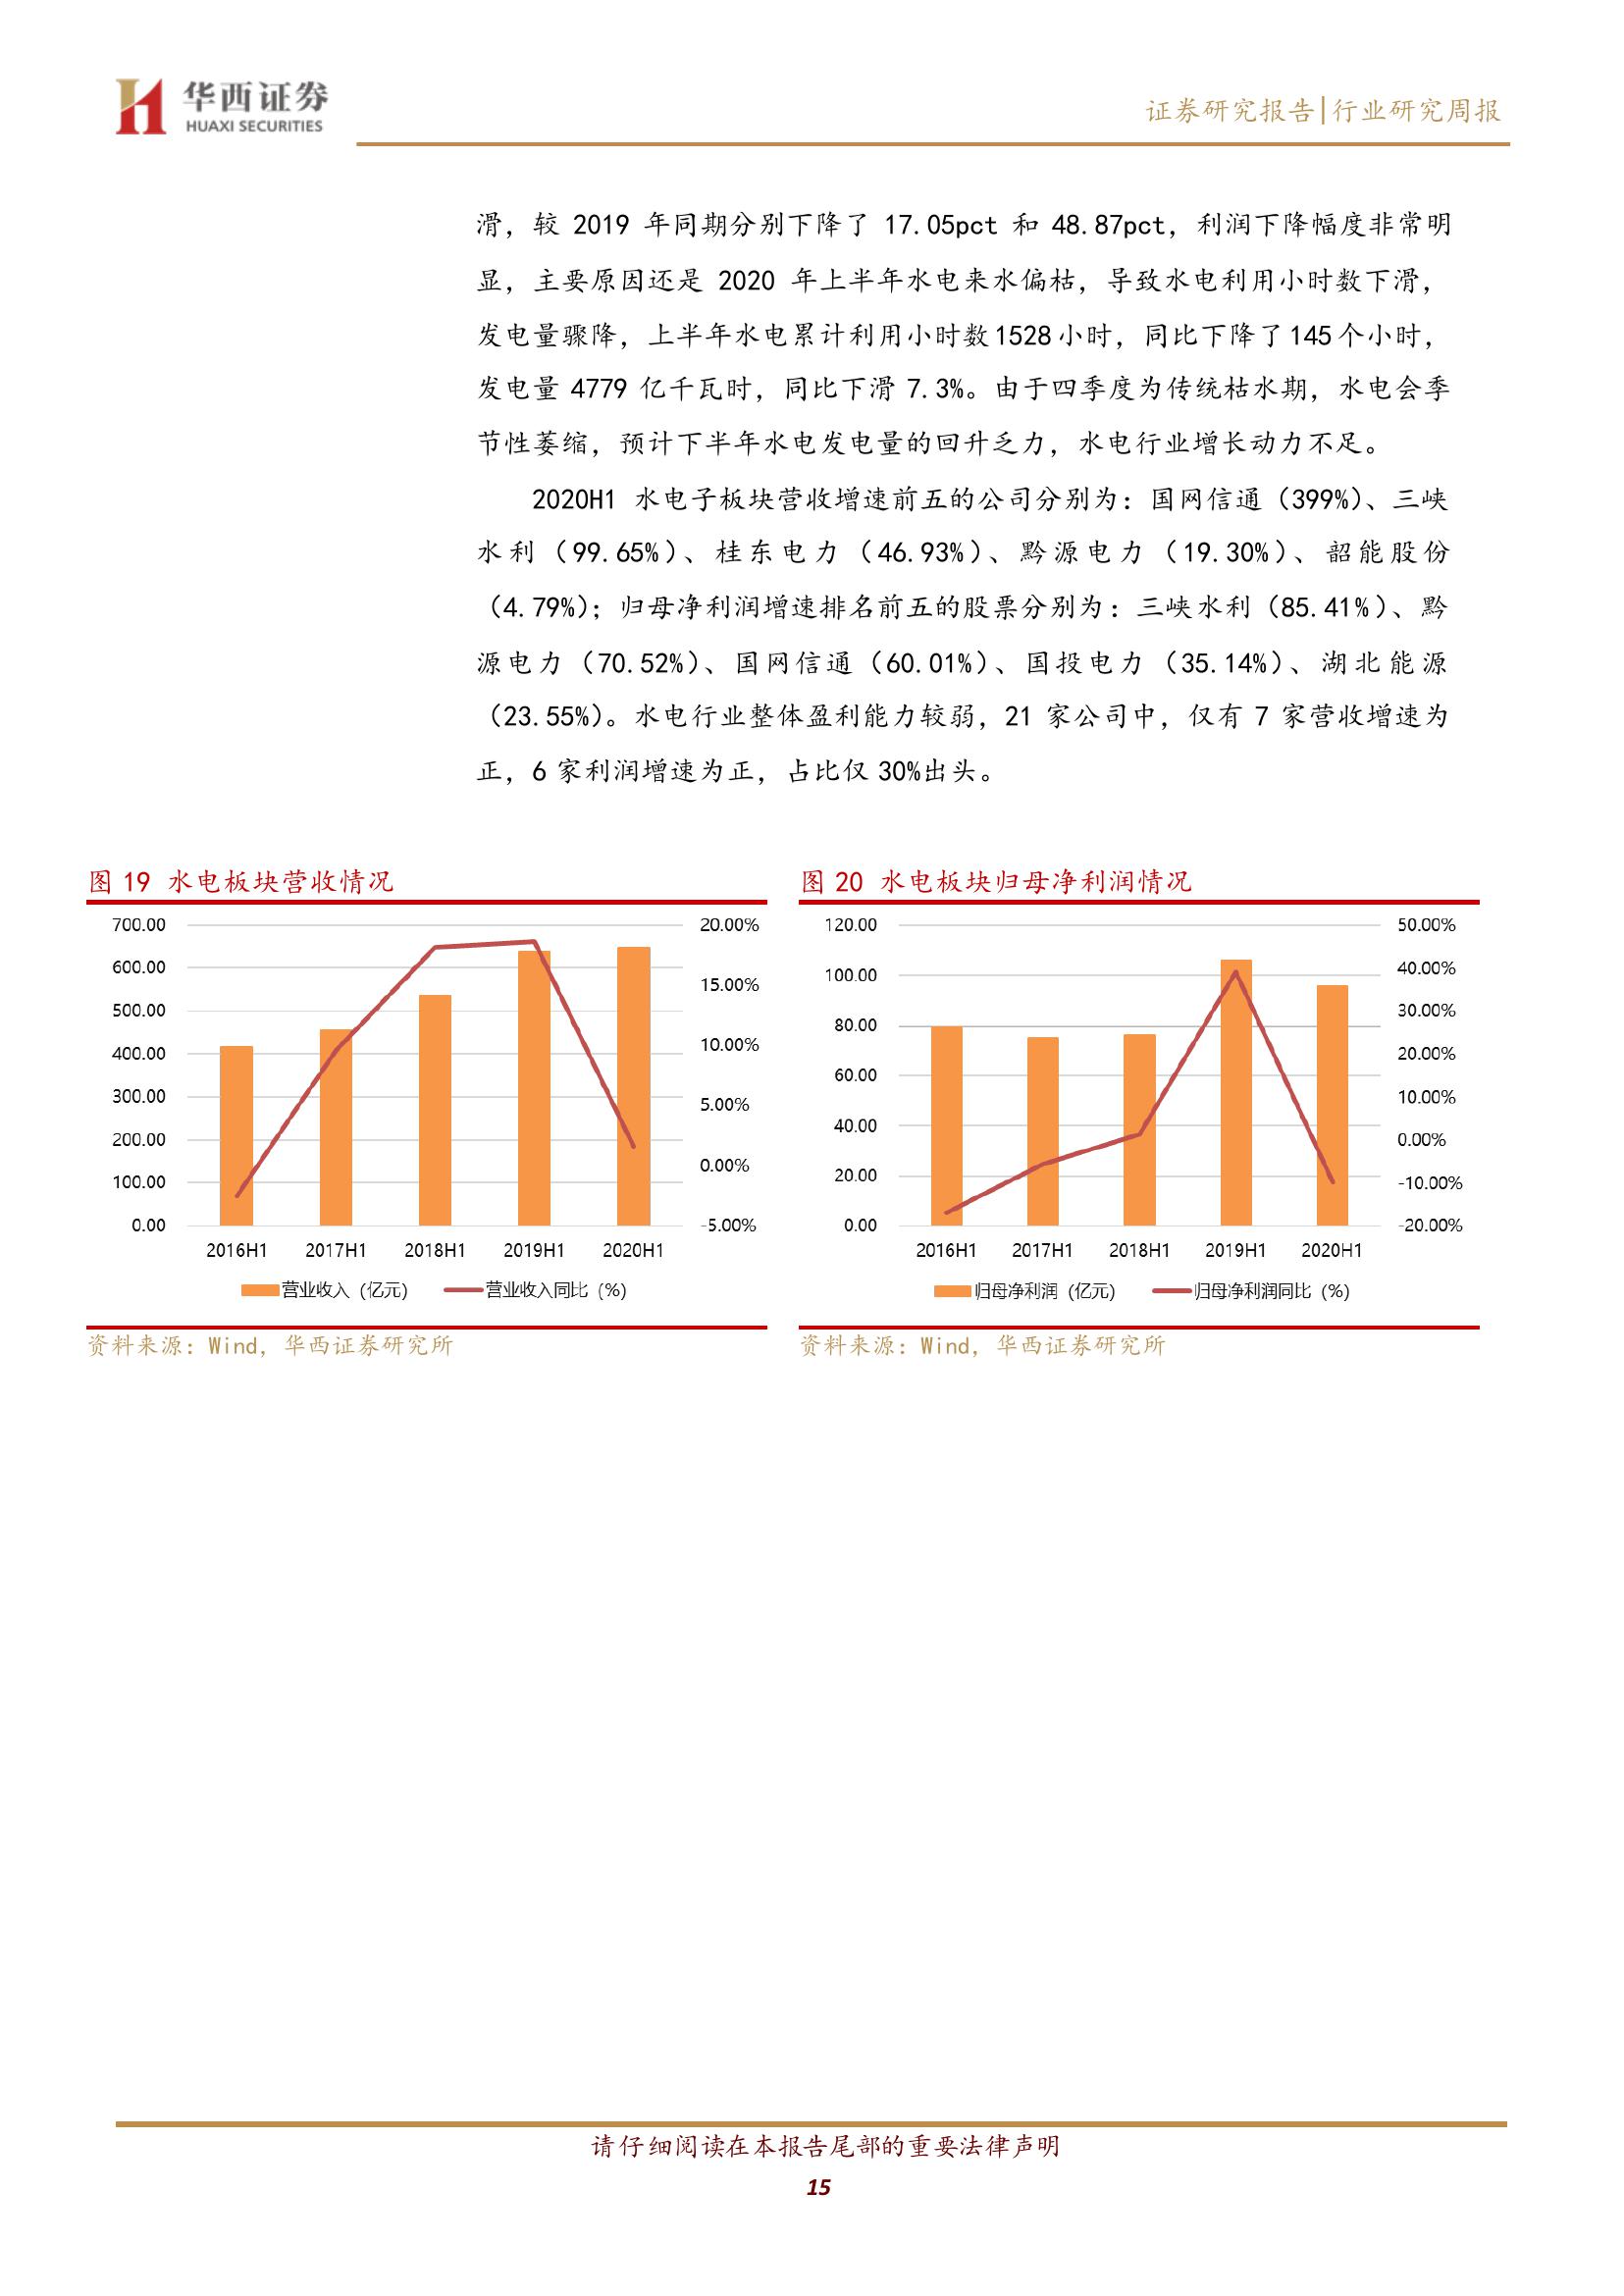 华西证券
HUAXI SECURITIES
证券研究报告|行业研究周报
滑，较 2019 年同期分别下降了 17.05pct 和 48.87pct，利润下降幅度非常明
显，主要原因还是 2020 年上半年水电来水偏枯，导致水电利用小时数下滑，
发电量骤降，上半年水电累计利用小时数1528小时，同比下降了145个小时，
发电量 4779 亿千瓦时，同比下滑 7.3%。由于四季度为传统枯水期，水电会季
节性萎缩，预计下半年水电发电量的回升乏力，水电行业增长动力不足。
2020H1 水电子板块营收增速前五的公司分别为：国网信通（399%）、三峡
水利（99.65%）、桂东电力（46.93%）、黔源电力（19.30%）、韶能股份
（4.79%）；归母净利润增速排名前五的股票分别为：三峡水利（85.41%）、黔
源电力（70.52%）、国网信通（60.01%）、国投电力（35.14%）、湖北能源
（23.55%）。水电行业整体盈利能力较弱，21 家公司中，仅有 7 家营收增速为
正，6 家利润增速为正，占比仅 30%出头。
图 19 水电板块营收情况
700.00
600.00
500.00
400.00
300.00
200.00
100.00
0.00
20.00%
15.00%
10.00%
5.00%
0.00%
-5.00%
2016H1 2017H1 2018H1 2019H1 2020H1
营业收入（亿元） 营业收入同比（%）
资料来源：Wind，华西证券研究所
图 20 水电板块归母净利润情况
120.00
100.00
80.00
60.00
40.00
20.00
0.00
50.00%
40.00%
30.00%
20.00%
10.00%
0.00%
-10.00%
-20.00%
2016H1 2017H1 2018H1 2019H1 2020H1
归母净利润（亿元） 归母净利润同比（%）
资料来源：Wind，华西证券研究所
请仔细阅读在本报告尾部的重要法律声明
15